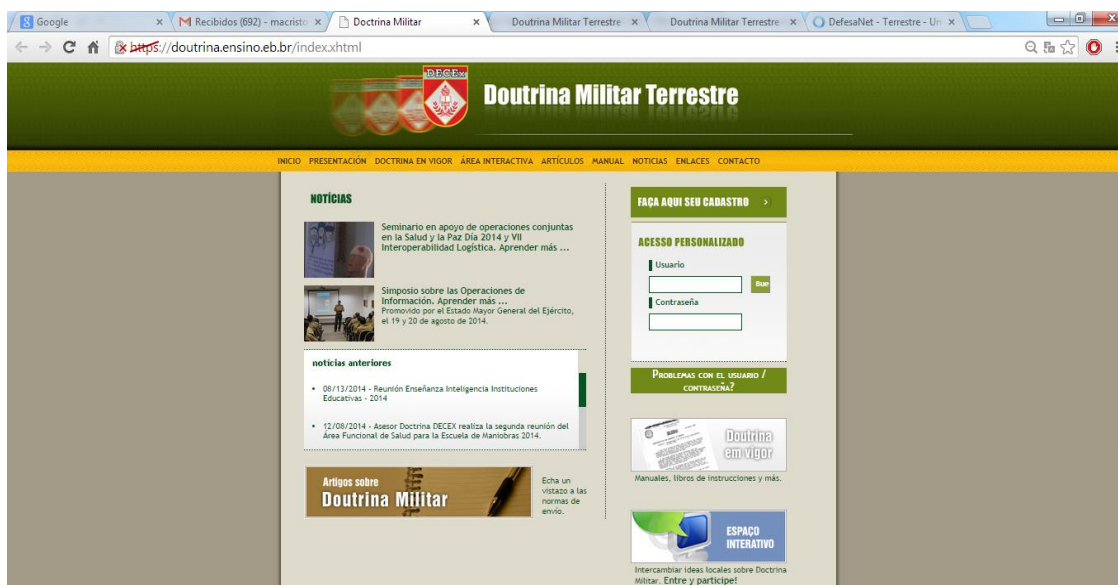 Google
Recibidos (692) - macristo
Doctrina Militar
Doutrina Militar Terrestre
Doutrina Militar Terrestre
DefesaNet - Terrestre - Un
https://doutrina.ensino.eb.br/index.xhtml
DECEx
Doutrina Militar Terrestre
INICIO PRESENTACIÓN DOCTRINA EN VIGOR ÁREA INTERACTIVA ARTÍCULOS MANUAL NOTICIAS ENLACES CONTACTO
NOTÍCIAS
Seminario en apoyo de operaciones conjuntas
en la Salud y la Paz Día 2014 y VII
Interoperabilidad Logística. Aprender más ...
Simposio sobre las Operaciones de
Información. Aprender más ...
Promovido por el Estado Mayor General del Ejército,
el 19 y 20 de agosto de 2014.
notícias anteriores
• 08/13/2014 - Reunión Enseñanza Inteligencia Instituciones
Educativas - 2014
• 12/08/2014 - Asesor Doctrina DECEX realiza la segunda reunión del
Área Funcional de Salud para la Escuela de Maniobras 2014.
Artigos sobre
Doutrina Militar
Echa un
vistazo a las
normas de
envío.
FAÇA AQUI SEU CADASTRO
ACESSO PERSONALIZADO
Usuario
Bue
Contraseña
PROBLEMAS CON EL USUARIO /
CONTRASEÑA?
Doutrina
em vigor
Manuales, libros de instrucciones y más.
ESPAÇO
INTERATIVO
Intercambiar ideas locales sobre Doctrina
Militar. Entre y participe!